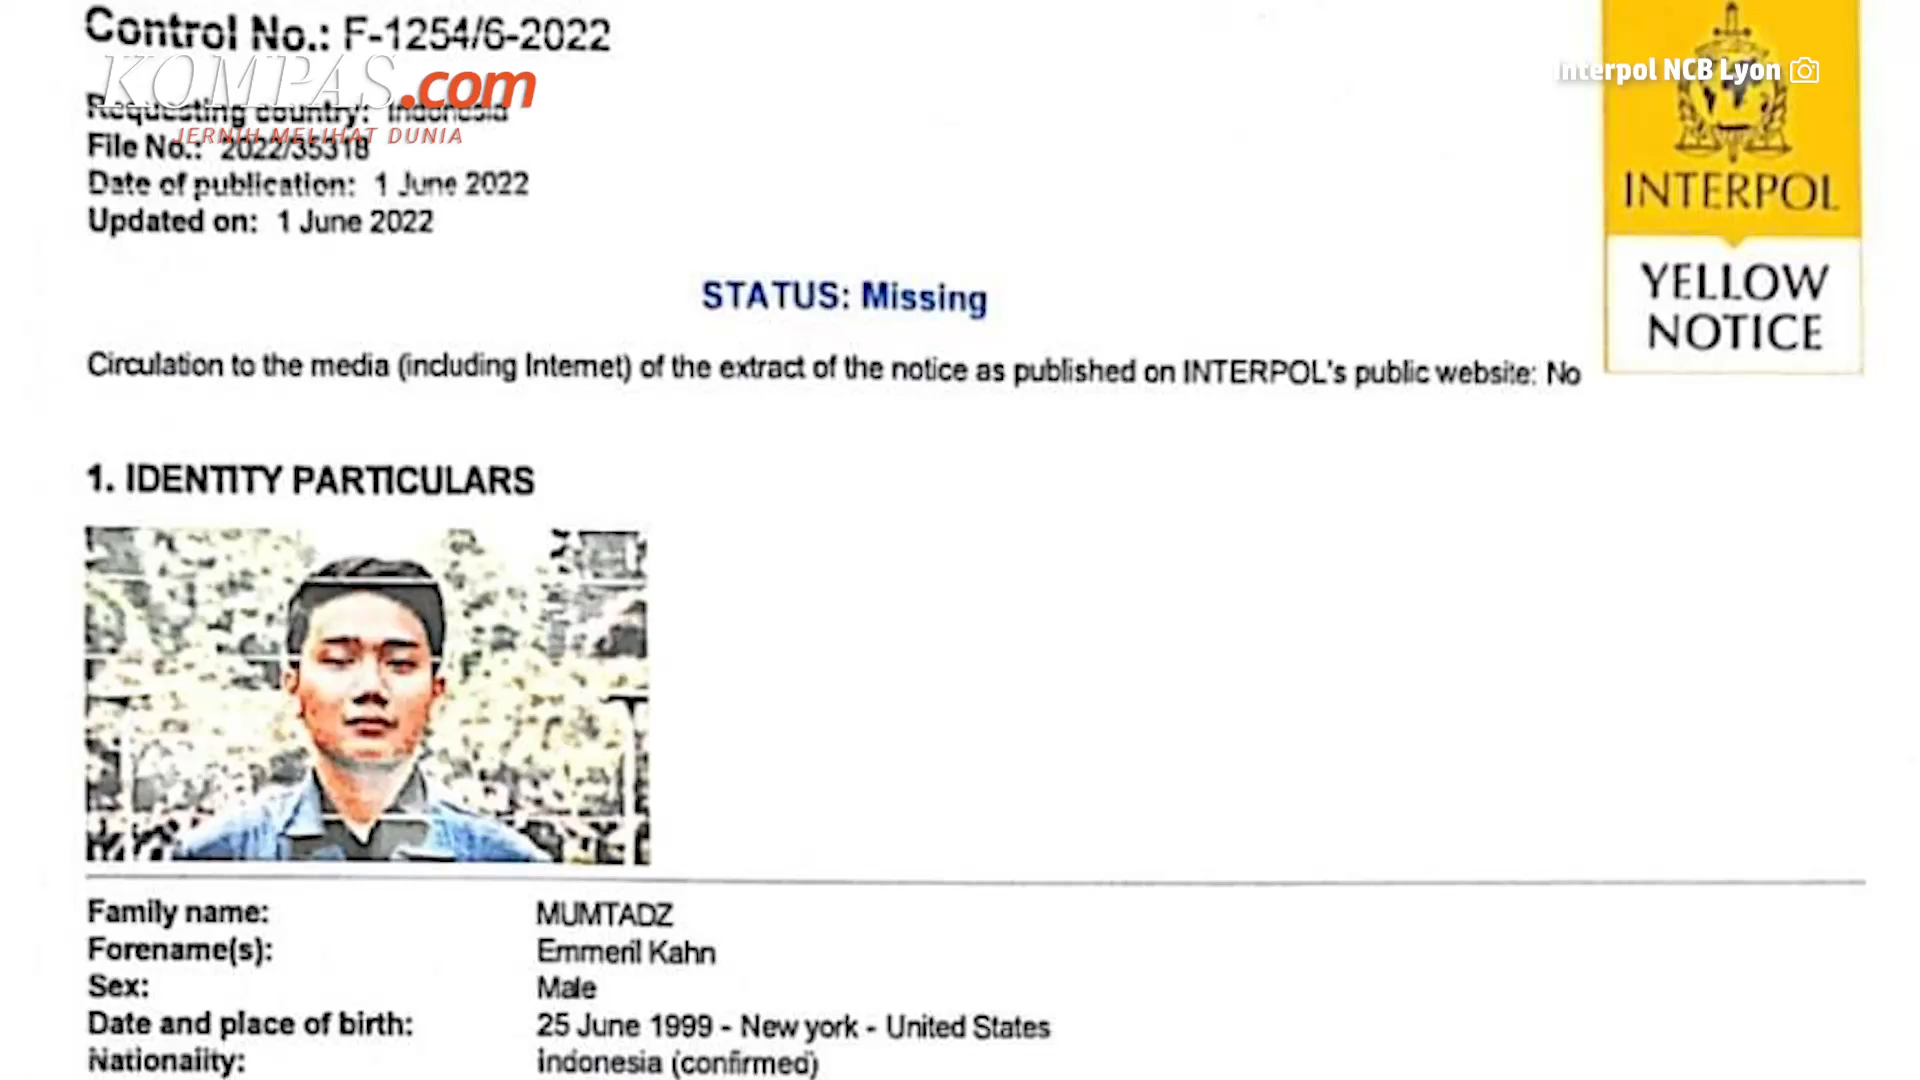 Control No.: F-1254/6-2022
KOMPAS.com
Requesting country: Indonesia
JERNIH MELIHAT DUNIA
File No.: 2022/35318
Date of publication: 1 June 2022
Updated on: 1 June 2022
Interpol NCB Lyon
INTERPOL
YELLOW
NOTICE
STATUS: Missing
Circulation to the media (including Internet) of the extract of the notice as published on INTERPOL's public website: No
1. IDENTITY PARTICULARS
Family name: MUMTADZ
Forename(s): Emmeril Kahn
Sex: Male
Date and place of birth: 25 June 1999 - New york - United States
Nationality: Indonesia (confirmed)